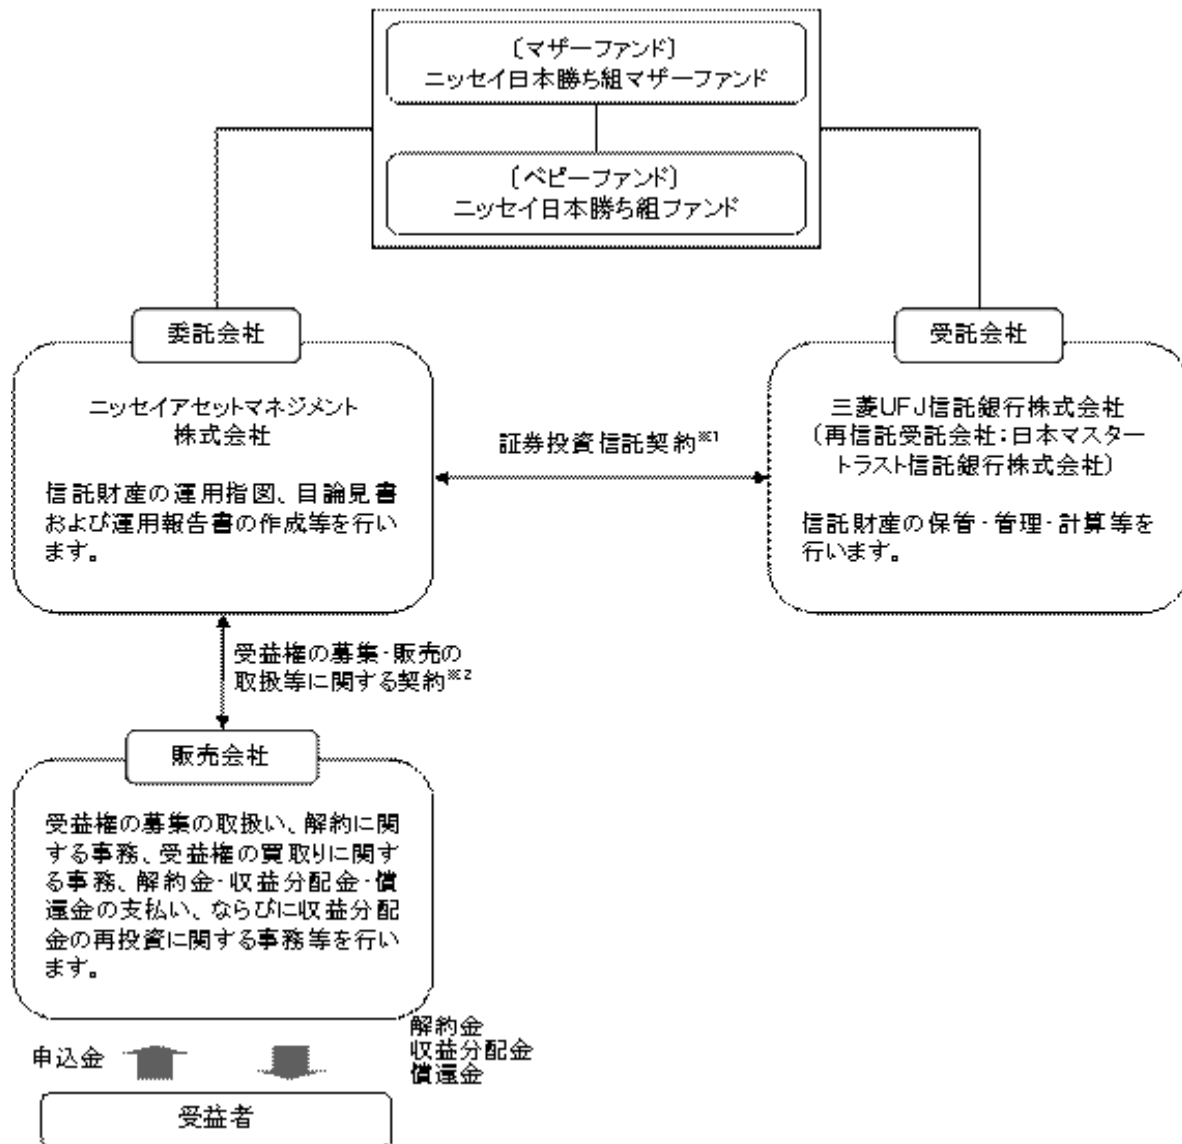 〔マザーファンド〕
ニッセイ日本勝ち組マザーファンド
〔ベビーファンド〕
ニッセイ日本勝ち組ファンド
委託会社
ニッセイアセットマネジメント
株式会社
信託財産の運用指図、目論見書
および運用報告書の作成等を行い
ます。
証券投資信託契約※1
受託会社
三菱UFJ信託銀行株式会社
〔再信託受託会社:日本マスター
トラスト信託銀行株式会社〕
信託財産の保管・管理・計算等を
行います。
受益権の募集・販売の
取扱等に関する契約※2
販売会社
受益権の募集の取扱い、解約に関
する事務、受益権の買取りに関す
る事務、解約金・収益分配金・償
還金の支払い、ならびに収益分配
金の再投資に関する事務等を行い
ます。
申込金
解約金
収益分配金
償還金
受益者